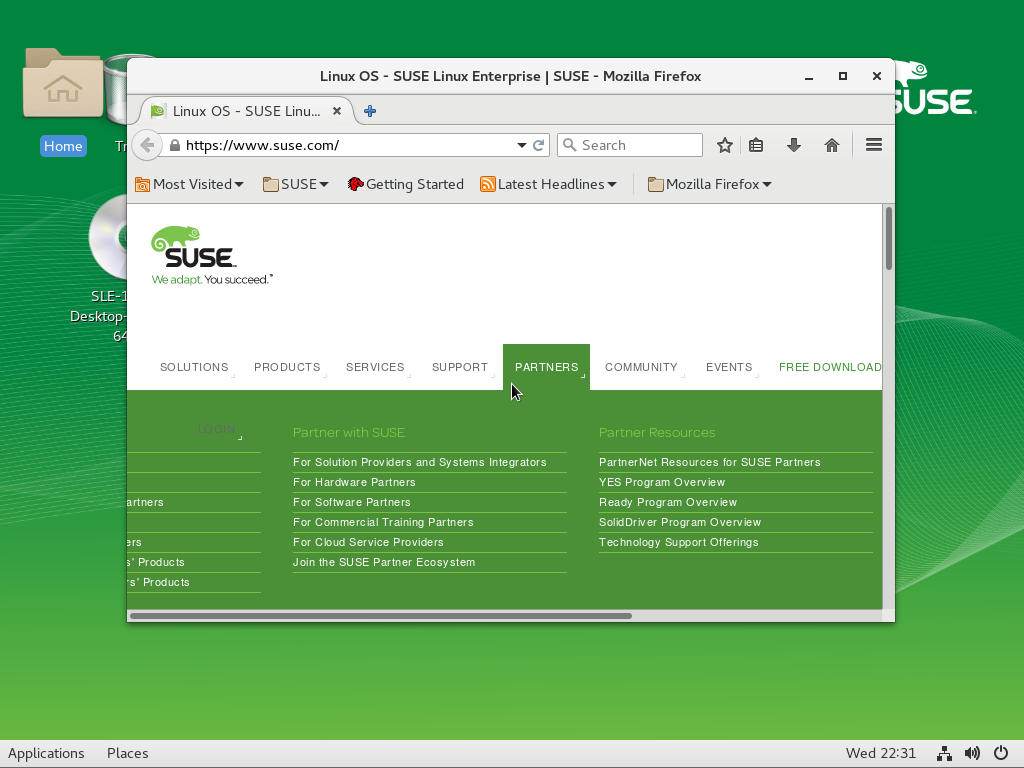 Linux OS - SUSE Linux Enterprise | SUSE - Mozilla Firefox
Linux OS - SUSE Linu...
https://www.suse.com/
Search
Most Visited
SUSE
Getting Started
Latest Headlines
Mozilla Firefox
SUSE
Home
SUSE
We adapt. You succeed.
SOLUTIONS
PRODUCTS
SERVICES
SUPPORT
PARTNERS
COMMUNITY
EVENTS
FREE DOWNLOAD
LOGIN
artners
ers
s' Products
rs' Products
Partner with SUSE
For Solution Providers and Systems Integrators
For Hardware Partners
For Software Partners
For Commercial Training Partners
For Cloud Service Providers
Join the SUSE Partner Ecosystem
Partner Resources
PartnerNet Resources for SUSE Partners
YES Program Overview
Ready Program Overview
SolidDriver Program Overview
Technology Support Offerings
SLE-1
Desktop-
64
Applications
Places
Wed 22:31